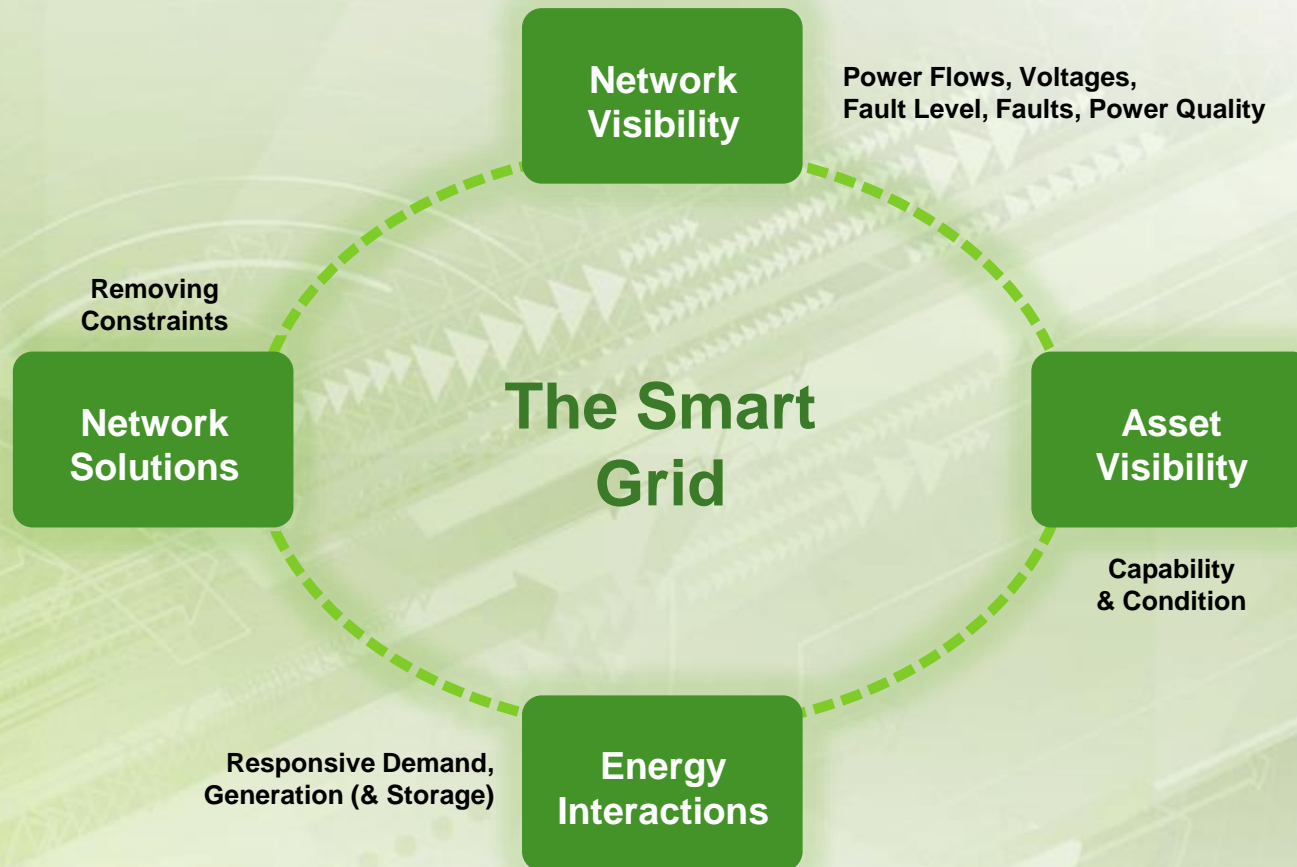 Network
Visibility
Power Flows, Voltages,
Fault Level, Faults, Power Quality
Removing
Constraints
Network
Solutions
The Smart
Grid
Asset
Visibility
Capability
& Condition
Responsive Demand,
Generation (& Storage)
Energy
Interactions